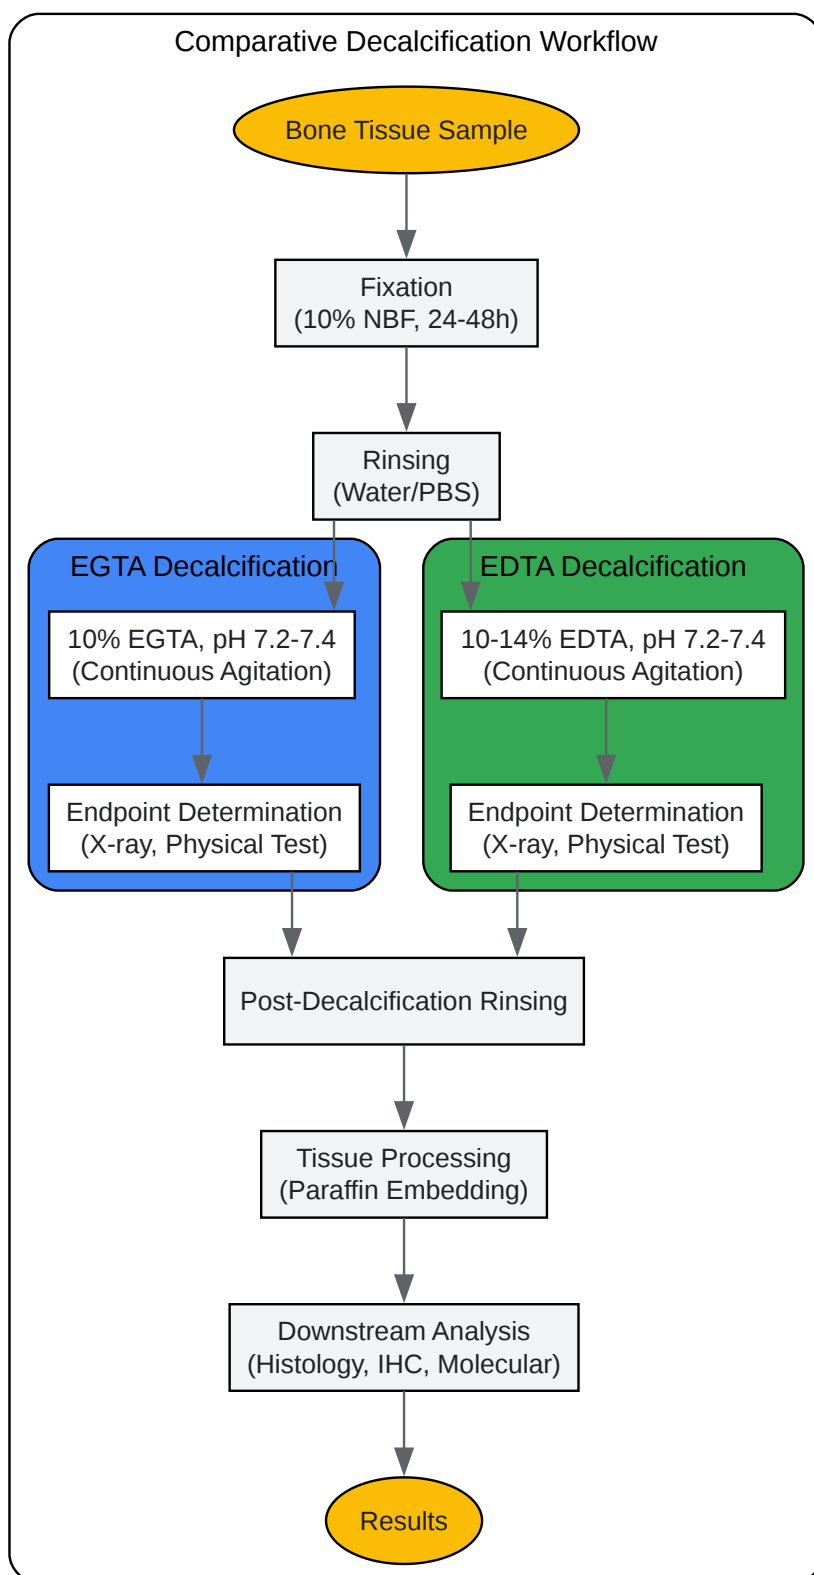 Comparative Decalcification Workflow
Bone Tissue Sample
Fixation
(10% NBF, 24-48h)
Rinsing
(Water/PBS)
EGTA Decalcification
10% EGTA, pH 7.2-7.4
(Continuous Agitation)
Endpoint Determination
(X-ray, Physical Test)
EDTA Decalcification
10-14% EDTA, pH 7.2-7.4
(Continuous Agitation)
Endpoint Determination
(X-ray, Physical Test)
Post-Decalcification Rinsing
Tissue Processing
(Paraffin Embedding)
Downstream Analysis
(Histology, IHC, Molecular)
Results